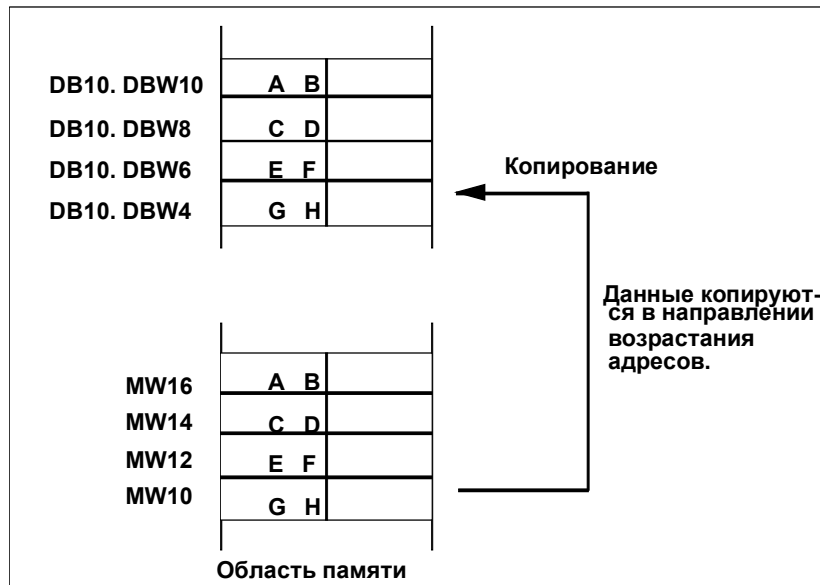 DB10. DBW10 A B
DB10. DBW8 C D
DB10. DBW6 E F
DB10. DBW4 G H
Копирование
Данные копируют-
ся в направлении
возрастания
адресов.
MW16 A B
MW14 C D
MW12 E F
MW10 G H
Область памяти